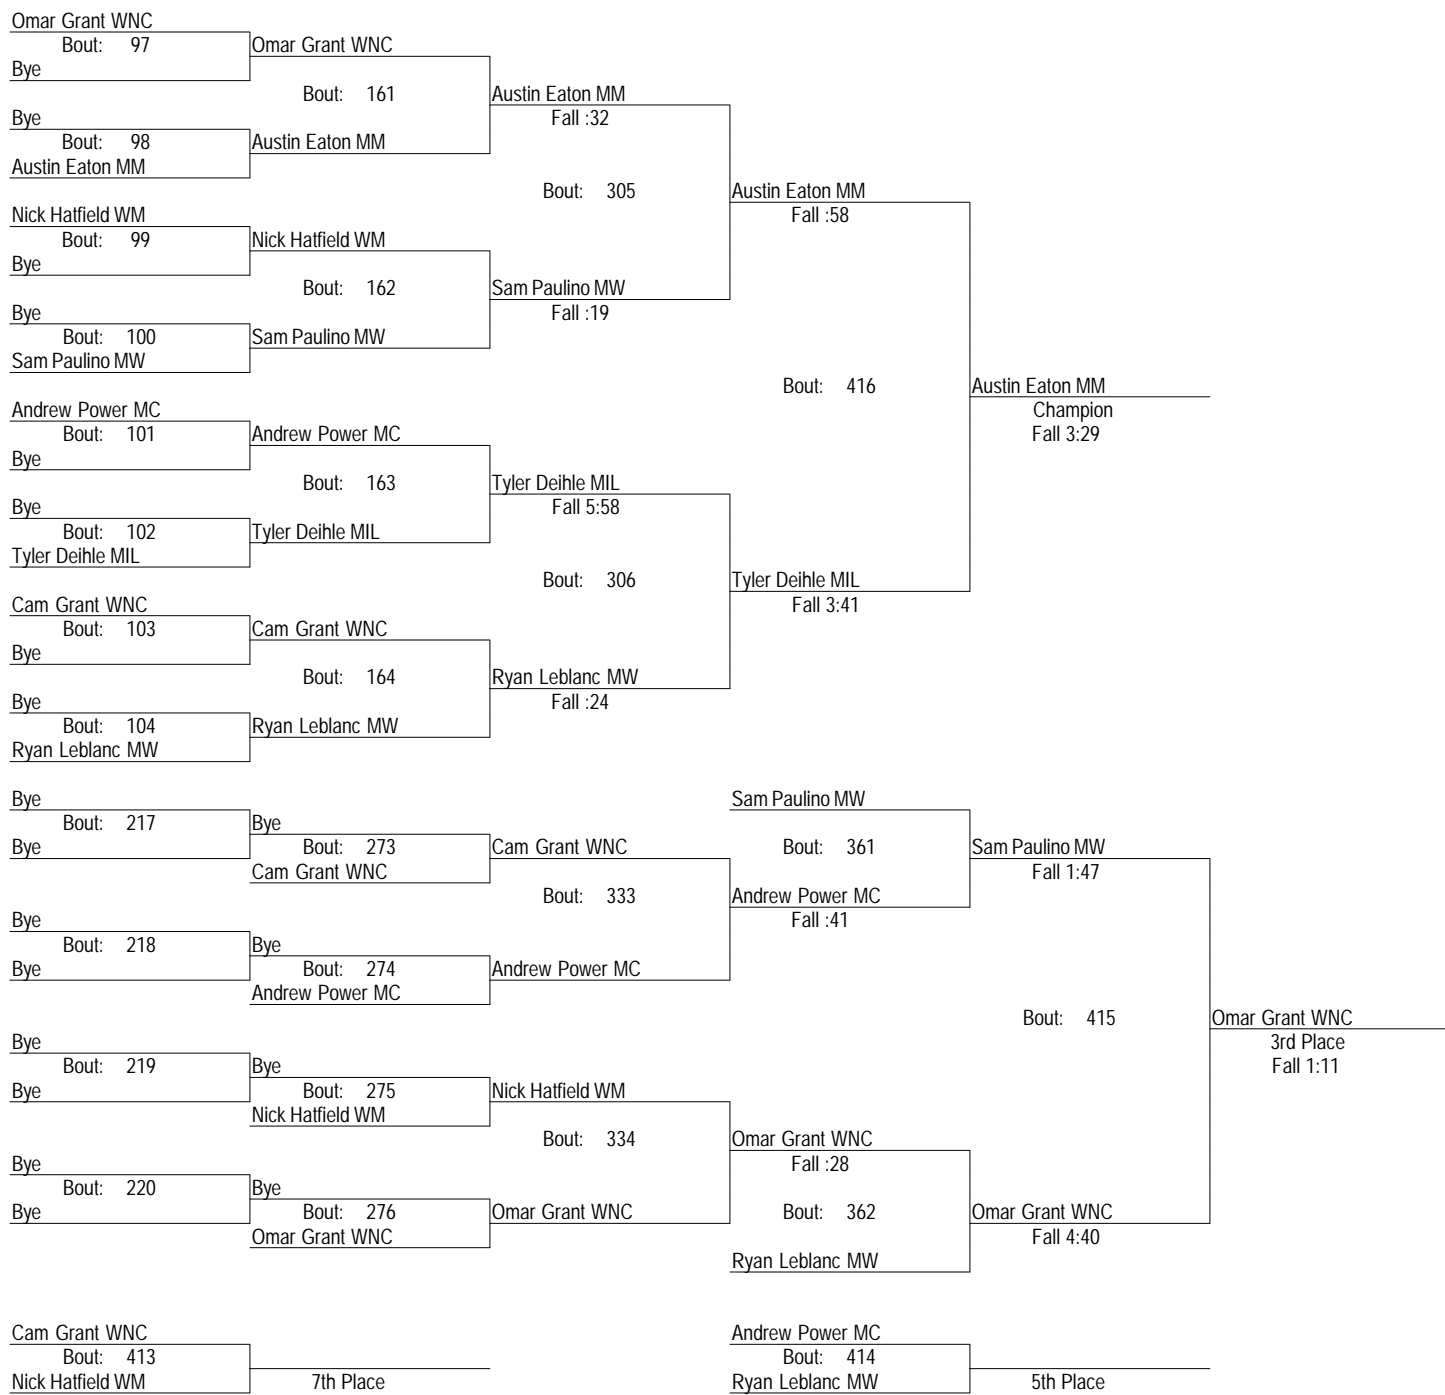 Omar Grant WNC
Bout: 97 Omar Grant WNC
Bye
Bout: 161 Austin Eaton MM
Bye Fall :32
Bout: 98 Austin Eaton MM
Austin Eaton MM
Bout: 305 Austin Eaton MM
Nick Hatfield WM Fall :58
Bout: 99 Nick Hatfield WM
Bye
Bout: 162 Sam Paulino MW
Bye Fall :19
Bout: 100 Sam Paulino MW
Sam Paulino MW
Bout: 416 Austin Eaton MM
Andrew Power MC Champion
Bout: 101 Andrew Power MC Fall 3:29
Bye
Bout: 163 Tyler Deihle MIL
Bye Fall 5:58
Bout: 102 Tyler Deihle MIL
Tyler Deihle MIL
Bout: 306 Tyler Deihle MIL
Cam Grant WNC Fall 3:41
Bout: 103 Cam Grant WNC
Bye
Bout: 164 Ryan Leblanc MW
Bye Fall :24
Bout: 104 Ryan Leblanc MW
Ryan Leblanc MW
Bye Sam Paulino MW
Bout: 217 Bye
Bye Bout: 273 Cam Grant WNC Bout: 361 Sam Paulino MW
Cam Grant WNC Fall 1:47
Bout: 333 Andrew Power MC
Bye Fall :41
Bout: 218 Bye
Bye Bout: 274 Andrew Power MC
Andrew Power MC
Bout: 415 Omar Grant WNC
Bye 3rd Place
Bout: 219 Bye Fall 1:11
Bye Bout: 275 Nick Hatfield WM
Nick Hatfield WM
Bout: 334 Omar Grant WNC
Bye Fall :28
Bout: 220 Bye
Bye Bout: 276 Omar Grant WNC Bout: 362 Omar Grant WNC
Omar Grant WNC Fall 4:40
Ryan Leblanc MW
Cam Grant WNC Andrew Power MC
Bout: 413 Bout: 414
Nick Hatfield WM 7th Place Ryan Leblanc MW 5th Place